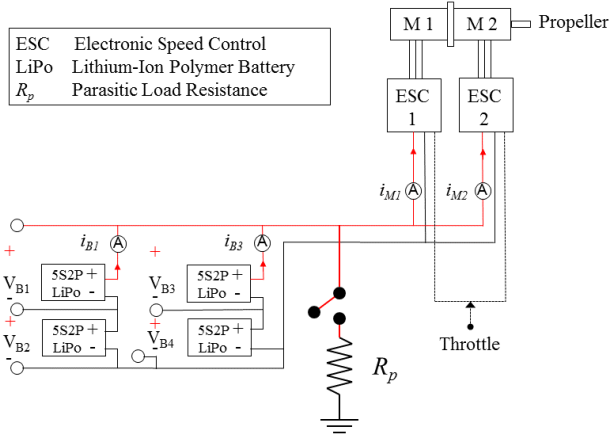 M 1
M 2
Propeller
ESC Electronic Speed Control
LiPo Lithium-Ion Polymer Battery
Rp Parasitic Load Resistance
ESC
1
ESC
2
iM1
A
iM2
A
iB1
A
iB3
A
+
+
VB1
-
5S2P +
LiPo -
VB3
-
5S2P +
LiPo -
+
VB2
-
5S2P +
LiPo -
+
VB4
-
5S2P +
LiPo -
Rp
Throttle